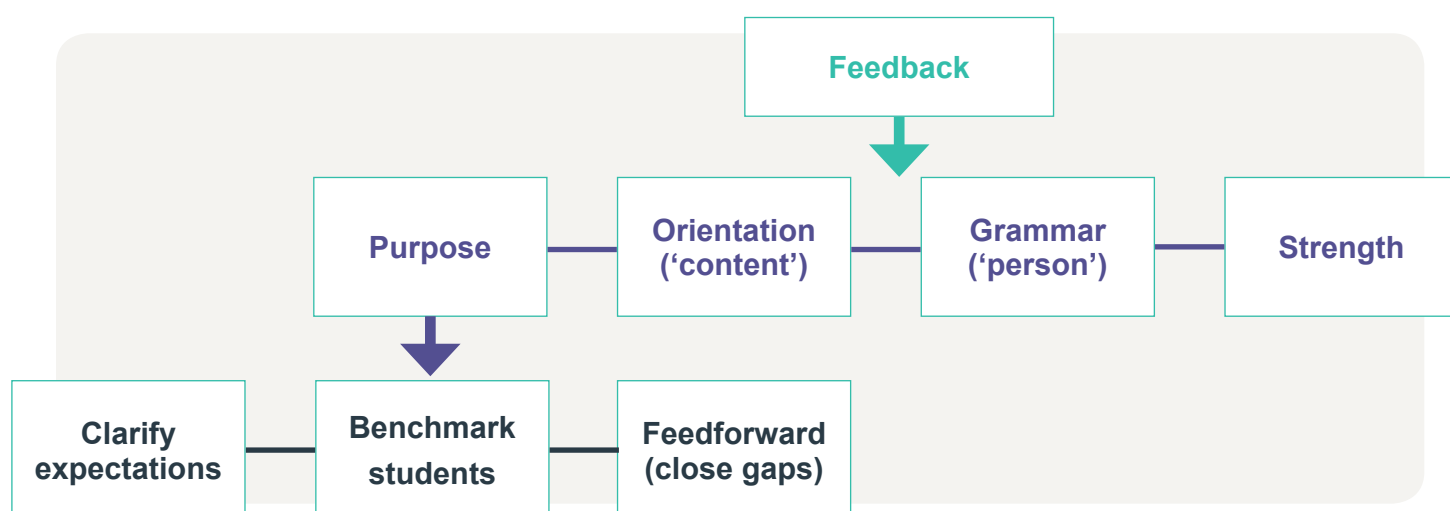 Feedback
Purpose
Orientation
(‘content’)
Grammar
(‘person’)
Strength
Clarify
expectations
Benchmark
students
Feedforward
(close gaps)